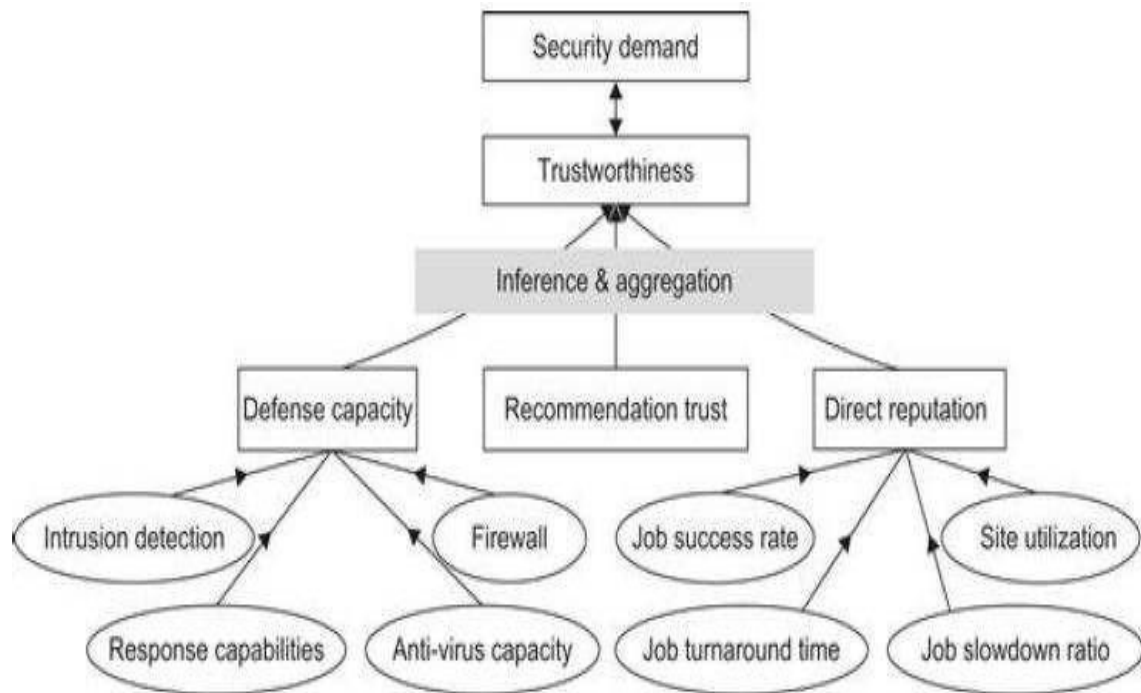 Security demand
Trustworthiness
Inference & aggregation
Defense capacity
Recommendation trust
Direct reputation
Intrusion detection
Firewall
Job success rate
Site utilization
Response capabilities
Anti-virus capacity
Job turnaround time
Job slowdown ratio